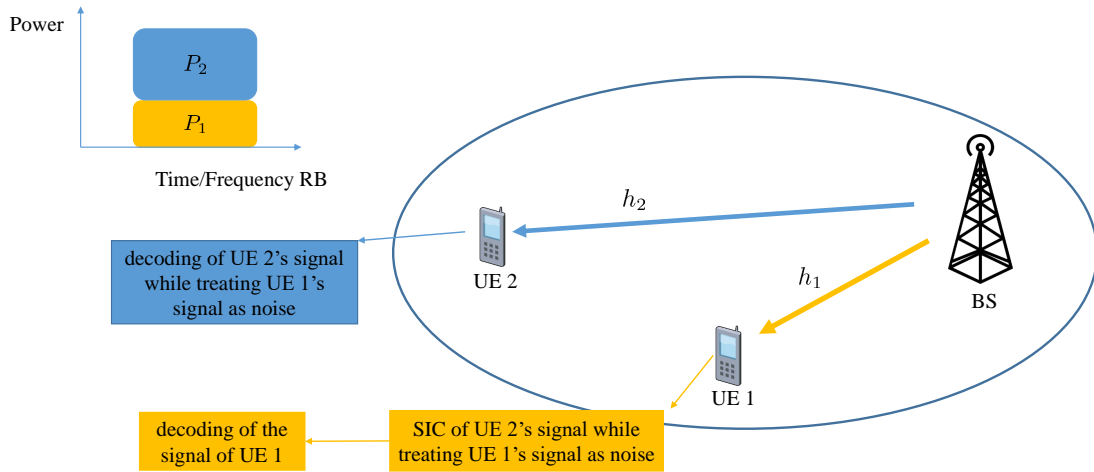 Power
P₂
P₁
Time/Frequency RB
h₂
decoding of UE 2's signal
while treating UE 1's
signal as noise
UE 2
h₁
BS
UE 1
decoding of the
signal of UE 1
SIC of UE 2's signal while
treating UE 1's signal as noise